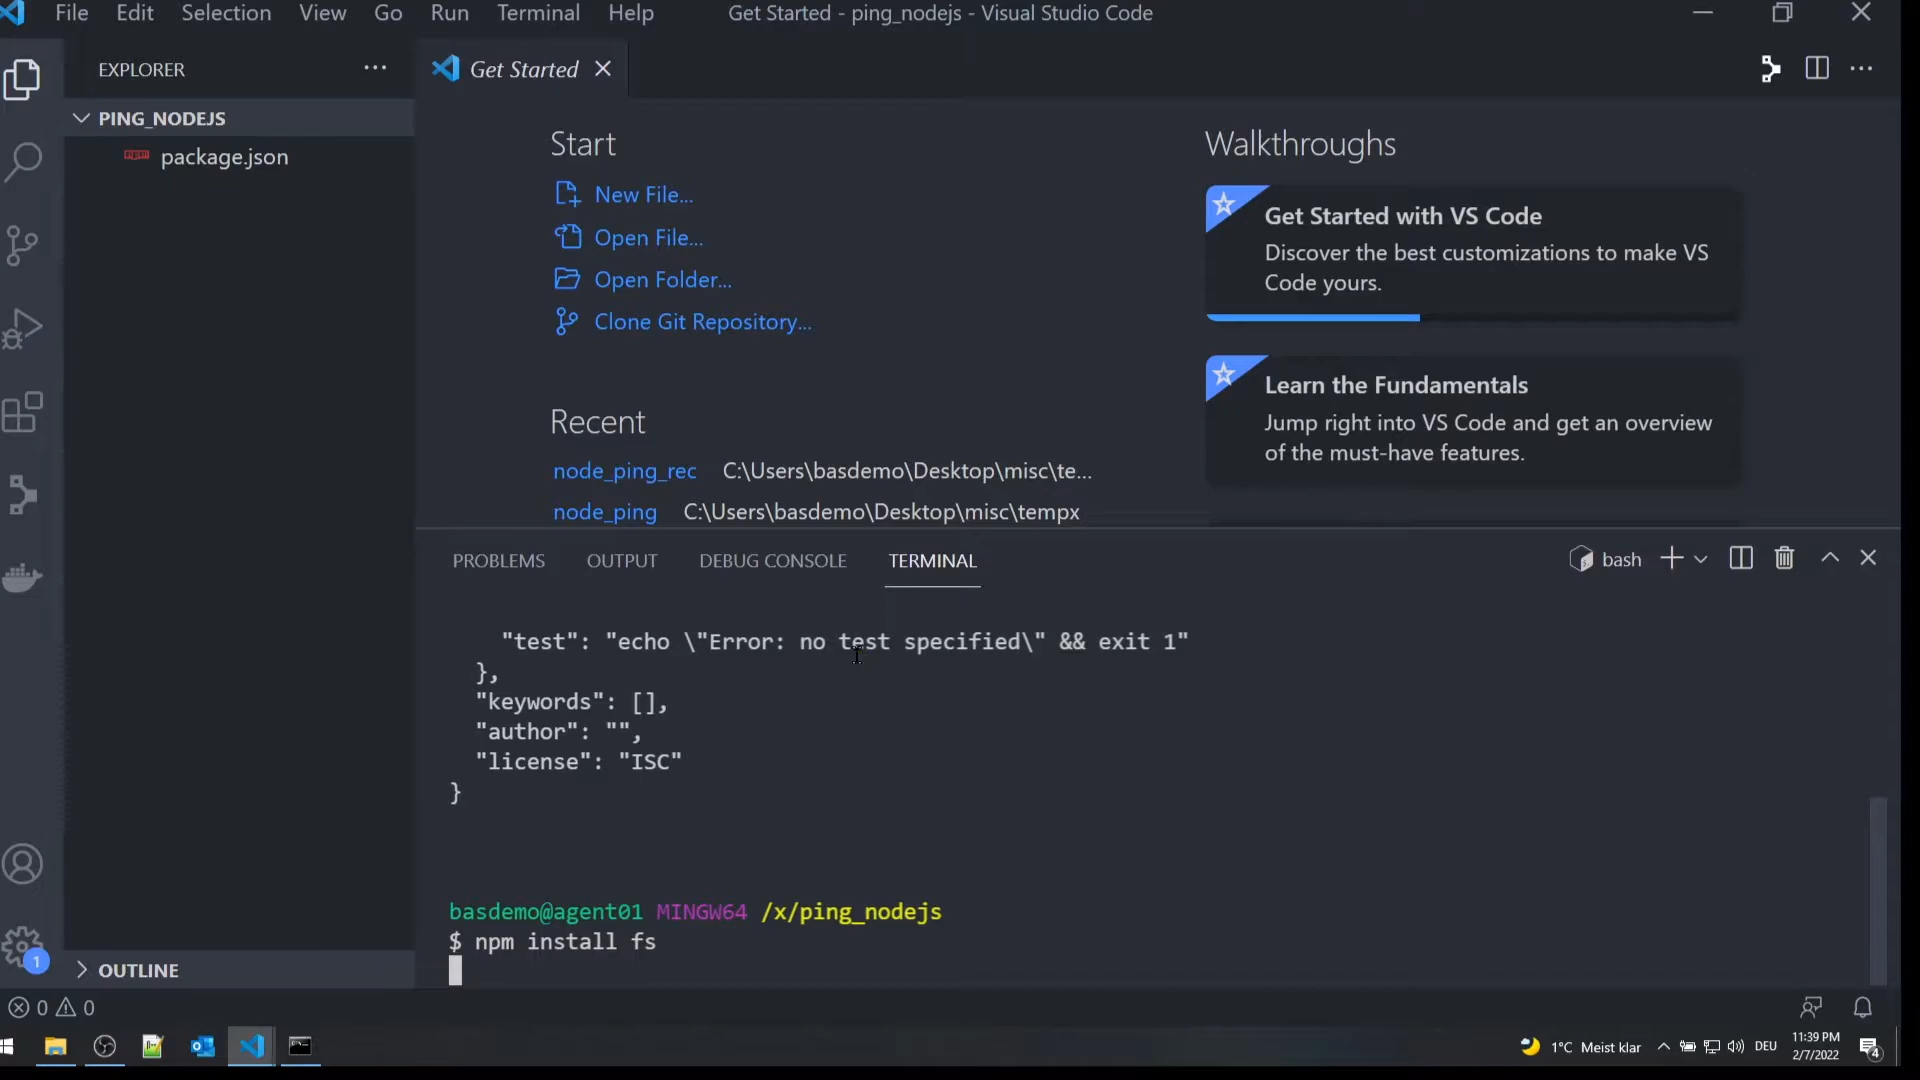 File Edit Selection View Go Run Terminal Help
Get Started - ping_nodejs - Visual Studio Code
EXPLORER
Get Started
PING_NODEJS
package.json
Start
New File...
Open File...
Open Folder...
Clone Git Repository...
Recent
node_ping_rec C:\Users\basdemo\Desktop\misc\te...
node_ping C:\Users\basdemo\Desktop\misc\tempx
Walkthroughs
Get Started with VS Code
Discover the best customizations to make VS
Code yours.
Learn the Fundamentals
Jump right into VS Code and get an overview
of the must-have features.
PROBLEMS OUTPUT DEBUG CONSOLE TERMINAL
bash
"test": "echo \"Error: no test specified\" && exit 1"
},
"keywords": [],
"author": "",
"license": "ISC"
}
basdemo@agent01 MINGW64 /x/ping_nodejs
$ npm install fs
1
OUTLINE
0 0
1°C Meist klar
DEU
11:39 PM
2/7/2022
4